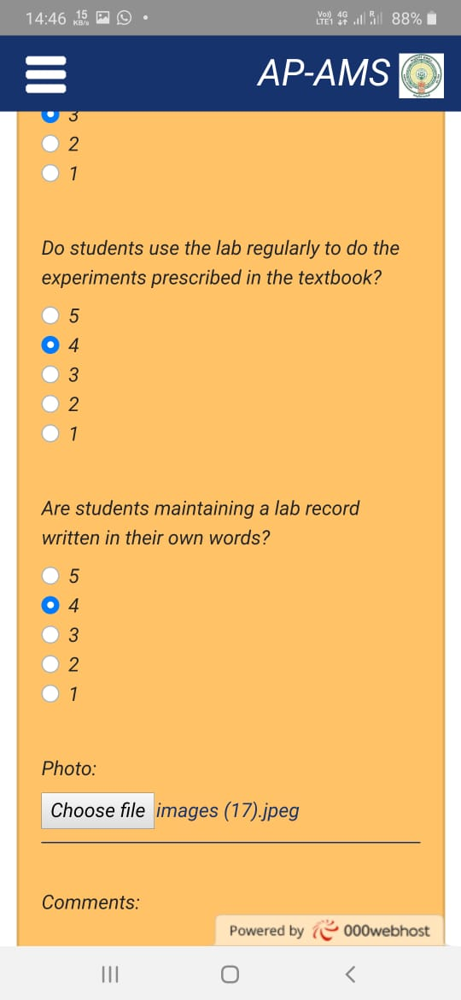 14:46 15 KB/s
Vo)) LTE1 4G R 88%
AP-AMS
3
2
1
Do students use the lab regularly to do the
experiments prescribed in the textbook?
5
4
3
2
1
Are students maintaining a lab record
written in their own words?
5
4
3
2
1
Photo:
Choose file images (17).jpeg
Comments:
Powered by 000webhost